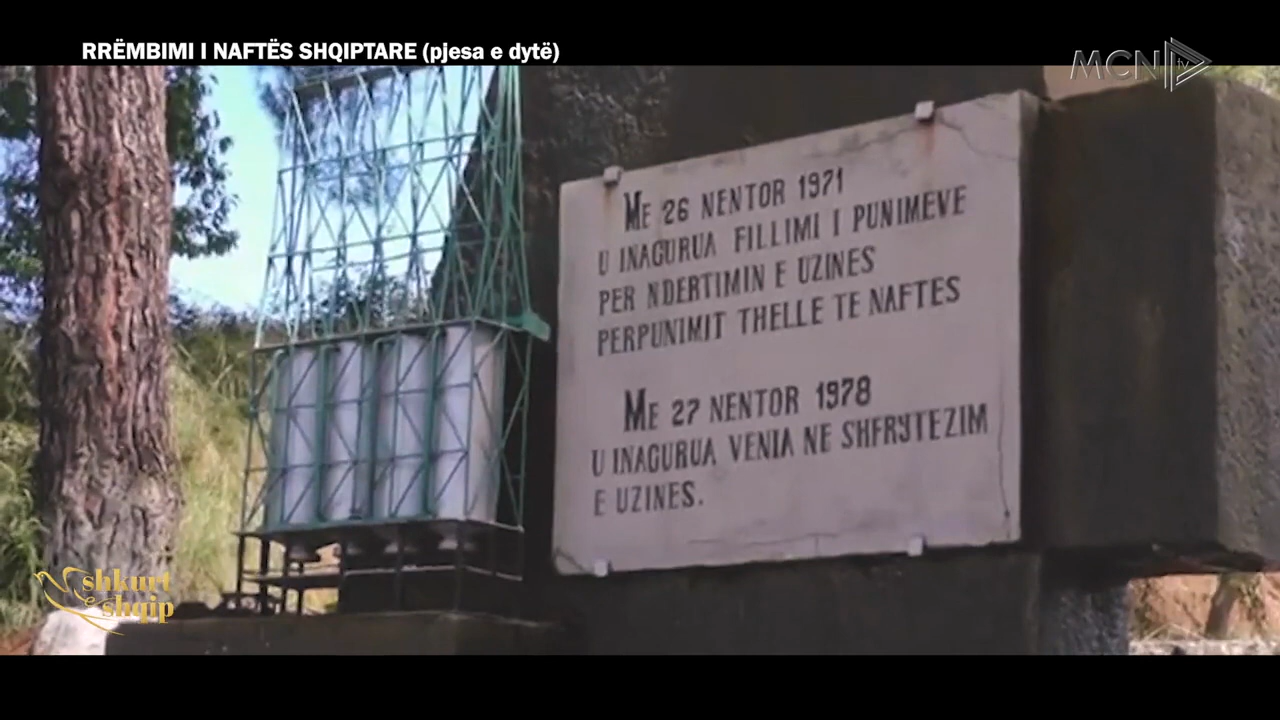 RRËMBIMI I NAFTËS SHQIPTARE (pjesa e dytë)
MCN tv
ME 26 NENTOR 1971
U INAGURUA FILLIMI I PUNIMEVE
PER NDERTIMIN E UZINES
PERPUNIMIT THELLE TE NAFTES
ME 27 NENTOR 1978
U INAGURUA VENIA NE SHFRYTEZIM
E UZINES.
shkurt
e
shqip